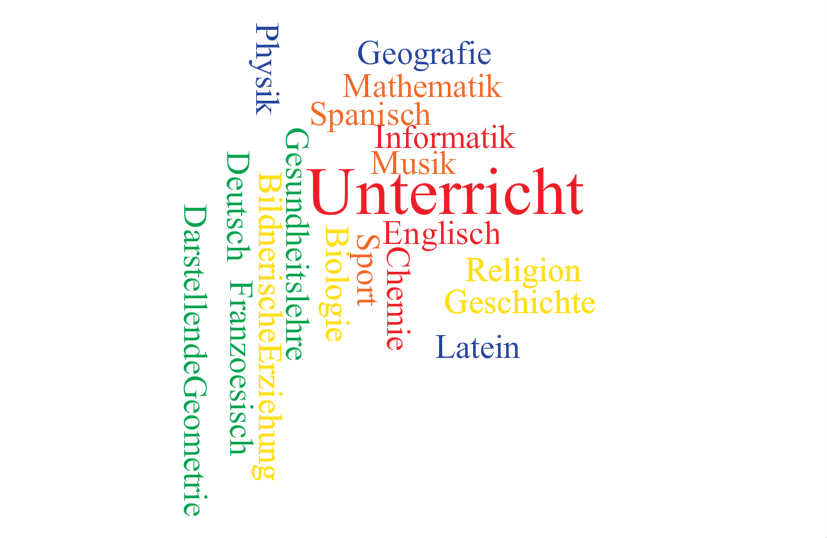 Physik
Geografie
Mathematik
Spanisch
Informatik
Musik
Unterricht
Englisch
Gesundheitslehre
Deutsch
BildnerischeErziehung
DarstellendeGeometrie
Franzoesisch
Biologie
Sport
Chemie
Religion
Geschichte
Latein